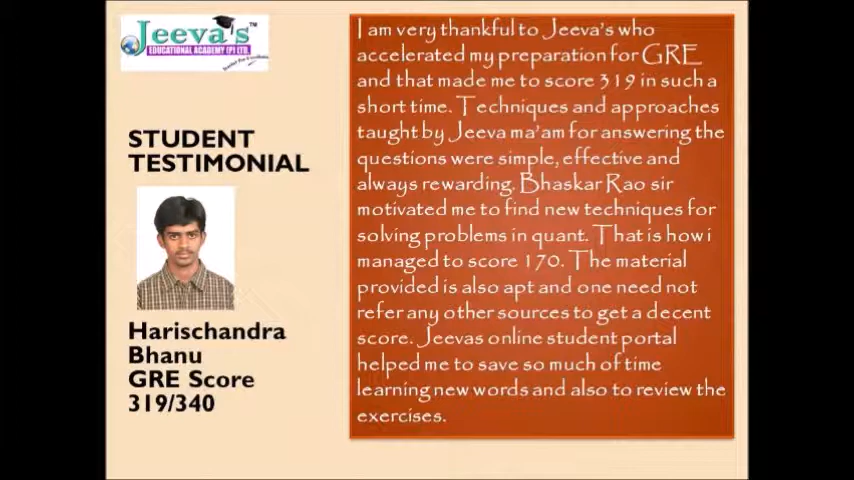 Jeeva's™
EDUCATIONAL ACADEMY (P) LTD.
STUDENT
TESTIMONIAL
Harischandra
Bhanu
GRE Score
319/340
I am very thankful to Jeeva's who
accelerated my preparation for GRE
and that made me to score 319 in such a
short time. Techniques and approaches
taught by Jeeva ma'am for answering the
questions were simple, effective and
always rewarding. Bhaskar Rao sir
motivated me to find new techniques for
solving problems in quant. That is how i
managed to score 170. The material
provided is also apt and one need not
refer any other sources to get a decent
score. Jeevas online student portal
helped me to save so much of time
learning new words and also to review the
exercises.